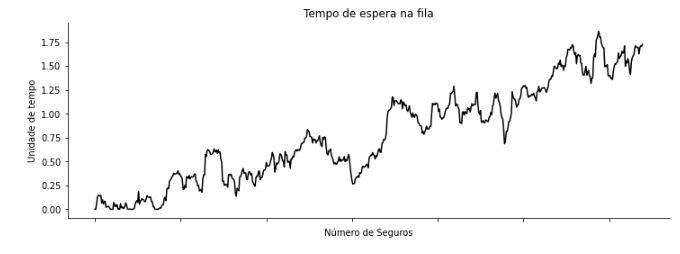 Tempo de espera na fila
Unidade de tempo
1.75
1.50
1.25
1.00
0.75
0.50
0.25
0.00
Número de Seguros